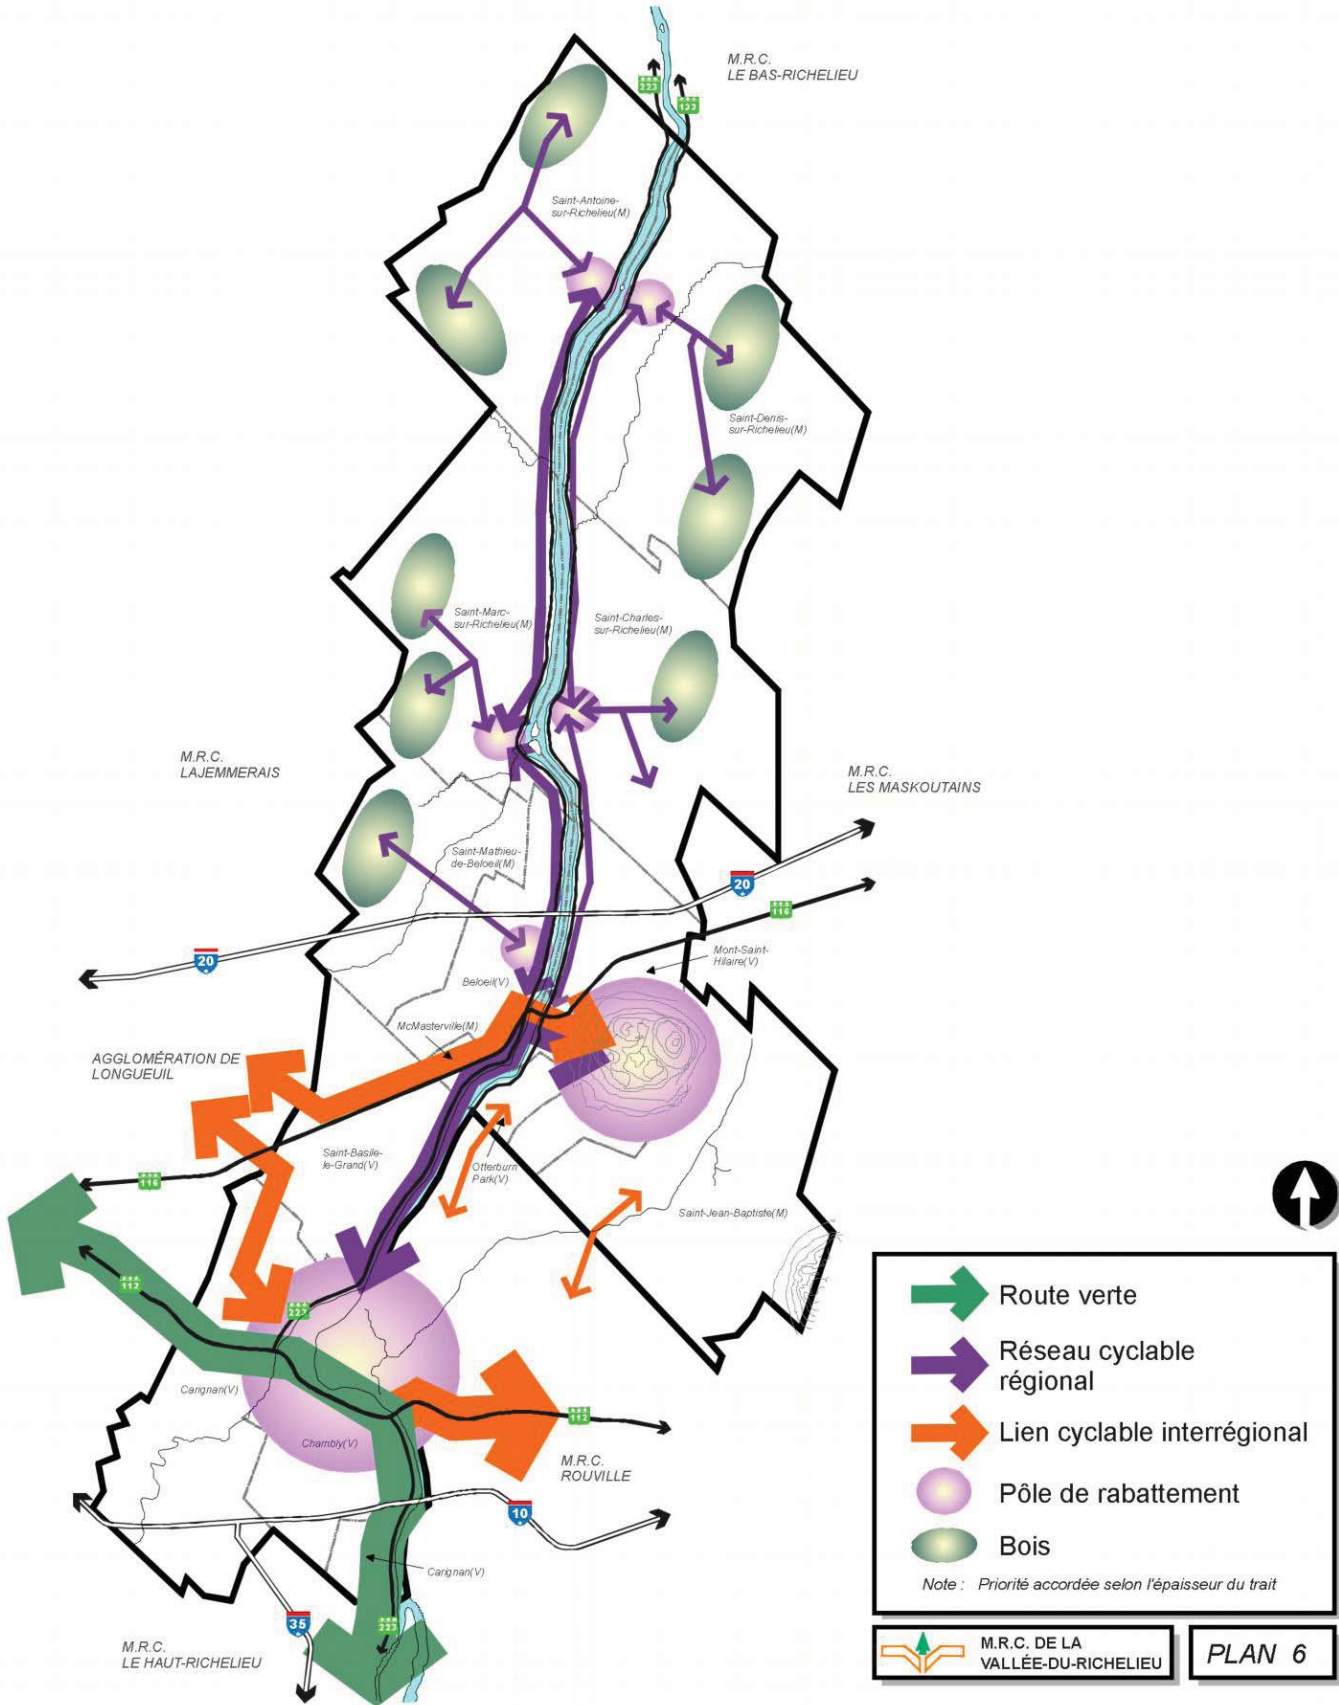 M.R.C.
LE BAS-RICHELIEU
223
133
Saint-Antoine-
sur-Richelieu(M)
Saint-Denis-
sur-Richelieu(M)
Saint-Marc-
sur-Richelieu(M)
Saint-Charles-
sur-Richelieu(M)
M.R.C.
LAJEMMERAIS
M.R.C.
LES MASKOUTAINS
Saint-Mathieu-
de-Beloeil(M)
20
116
20
Mont-Saint-
Hilaire(V)
Beloeil(V)
McMasterville(M)
AGGLOMÉRATION DE
LONGUEUIL
Saint-Basile-
le-Grand(V)
Otterburn
Park(V)
116
Saint-Jean-Baptiste(M)
112
223
Carignan(V)
112
Chambly(V)
M.R.C.
ROUVILLE
10
Carignan(V)
35
223
M.R.C.
LE HAUT-RICHELIEU
Route verte
Réseau cyclable
régional
Lien cyclable interrégional
Pôle de rabattement
Bois
Note : Priorité accordée selon l'épaisseur du trait
M.R.C. DE LA
VALLÉE-DU-RICHELIEU
PLAN 6